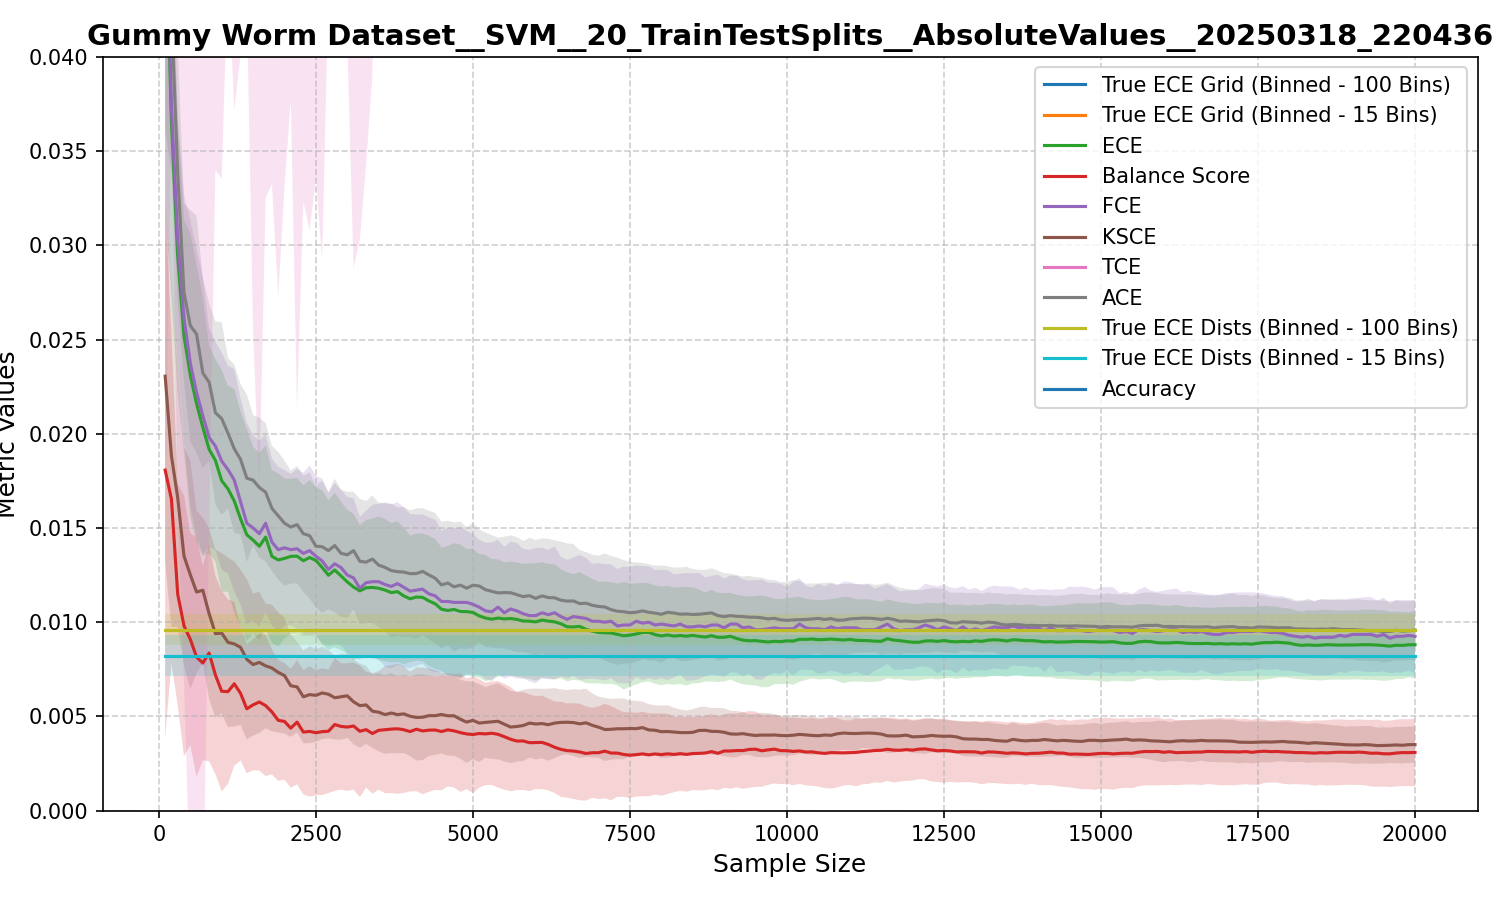 Gummy Worm Dataset__SVM__20_TrainTestSplits__AbsoluteValues__20250318_220436
0.040
0.035
0.030
0.025
0.020
0.015
0.010
0.005
0.000
Metric Values
True ECE Grid (Binned - 100 Bins)
True ECE Grid (Binned - 15 Bins)
ECE
Balance Score
FCE
KSCE
TCE
ACE
True ECE Dists (Binned - 100 Bins)
True ECE Dists (Binned - 15 Bins)
Accuracy
0 2500 5000 7500 10000 12500 15000 17500 20000
Sample Size